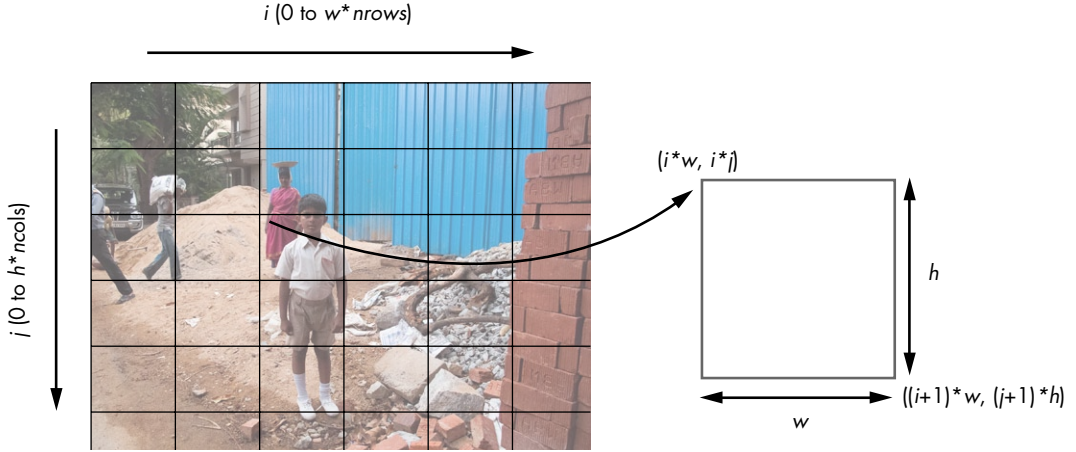 i (0 to w* nrows)
j (0 to h* ncols)
(i*w, i*j)
h
((i+1)*w, (j+1)*h)
w